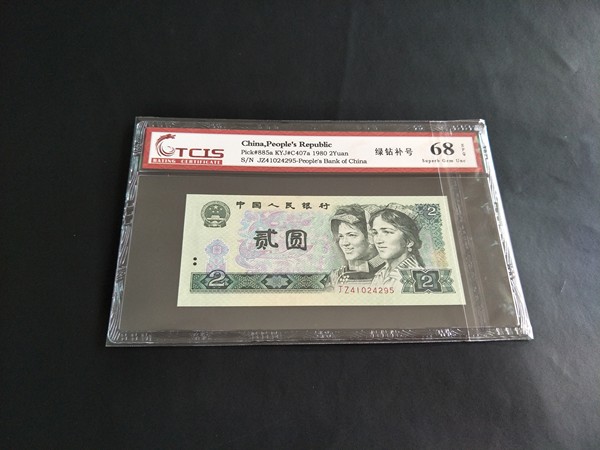 TCIS
RATING CERTIFICATE
China,People's Republic
Pick#885a KYJ#C407a 1980 2Yuan
S/N JZ41024295-People's Bank of China
绿钻补号
68
Superb Gem Unc
中国人民银行
贰圆
2
2
2
JZ41024295